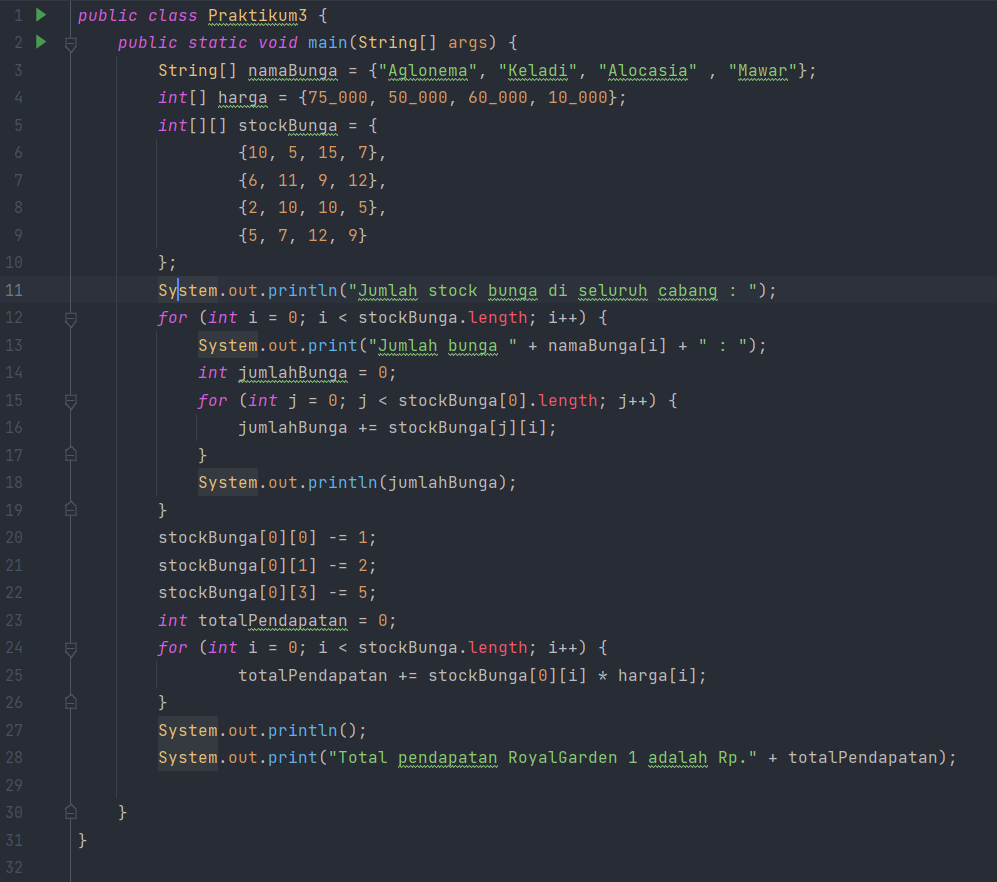 1 public class Praktikum3 {
2 public static void main(String[] args) {
3 String[] namaBunga = {"Aglonema", "Keladi", "Alocasia" , "Mawar"};
4 int[] harga = {75_000, 50_000, 60_000, 10_000};
5 int[][] stockBunga = {
6 {10, 5, 15, 7},
7 {6, 11, 9, 12},
8 {2, 10, 10, 5},
9 {5, 7, 12, 9}
10 };
11 System.out.println("Jumlah stock bunga di seluruh cabang : ");
12 for (int i = 0; i < stockBunga.length; i++) {
13 System.out.print("Jumlah bunga " + namaBunga[i] + " : ");
14 int jumlahBunga = 0;
15 for (int j = 0; j < stockBunga[0].length; j++) {
16 jumlahBunga += stockBunga[j][i];
17 }
18 System.out.println(jumlahBunga);
19 }
20 stockBunga[0][0] -= 1;
21 stockBunga[0][1] -= 2;
22 stockBunga[0][3] -= 5;
23 int totalPendapatan = 0;
24 for (int i = 0; i < stockBunga.length; i++) {
25 totalPendapatan += stockBunga[0][i] * harga[i];
26 }
27 System.out.println();
28 System.out.print("Total pendapatan RoyalGarden 1 adalah Rp." + totalPendapatan);
29
30 }
31 }
32